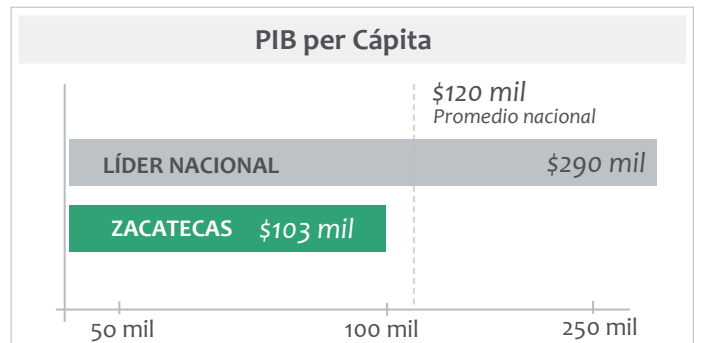 PIB per Cápita
$120 mil
Promedio nacional
LÍDER NACIONAL $290 mil
ZACATECAS $103 mil
50 mil 100 mil 250 mil